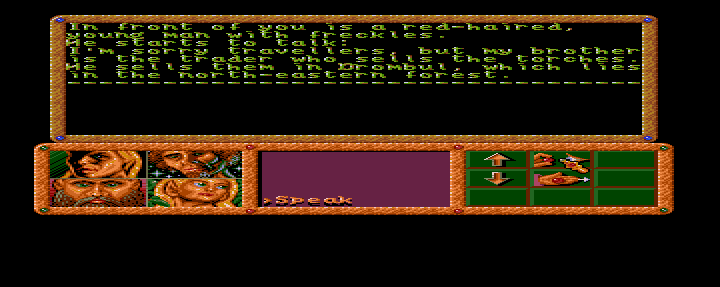 In front of you is a red-haired,
young man with freckles.
He starts to talk:
I'm sorry travellers, but my brother
is the trader who sells the torches.
He sells them in Drombul, which lies
in the north-eastern forest.
>Speak